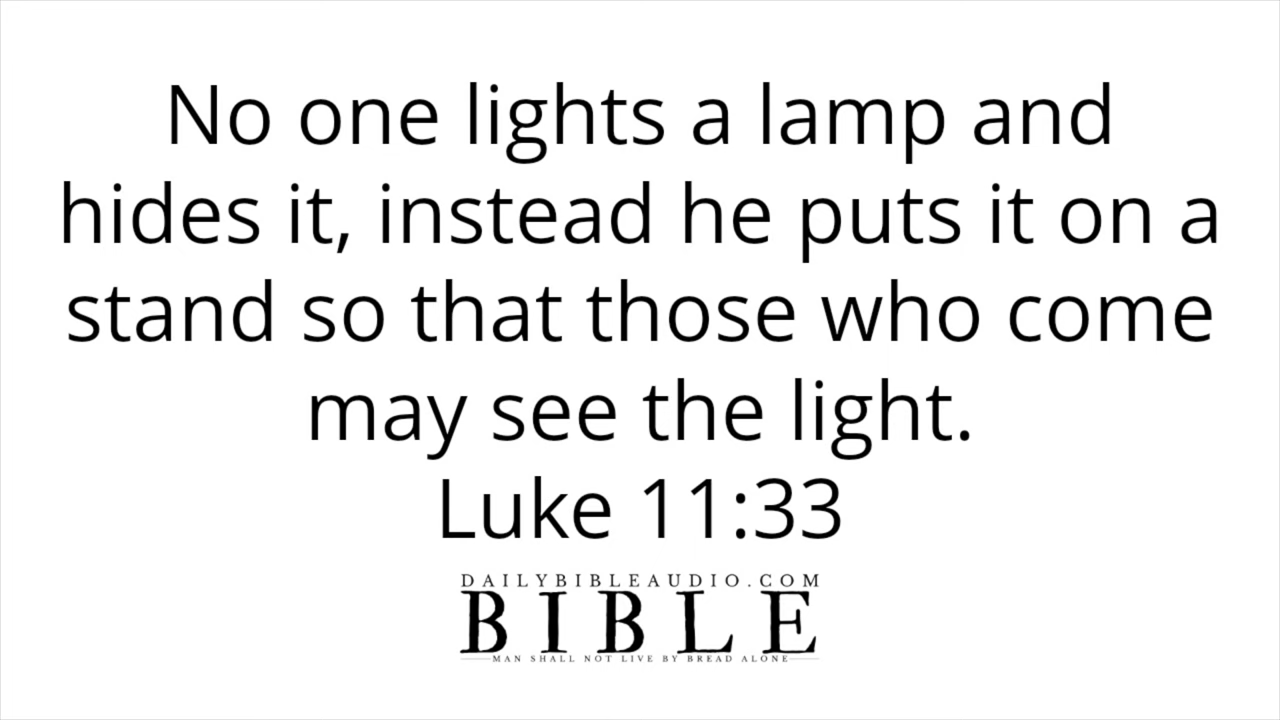 No one lights a lamp and
hides it, instead he puts it on a
stand so that those who come
may see the light.
Luke 11:33
DAILYBIBLEAUDIO.COM
BIBLE
MAN SHALL NOT LIVE BY BREAD ALONE